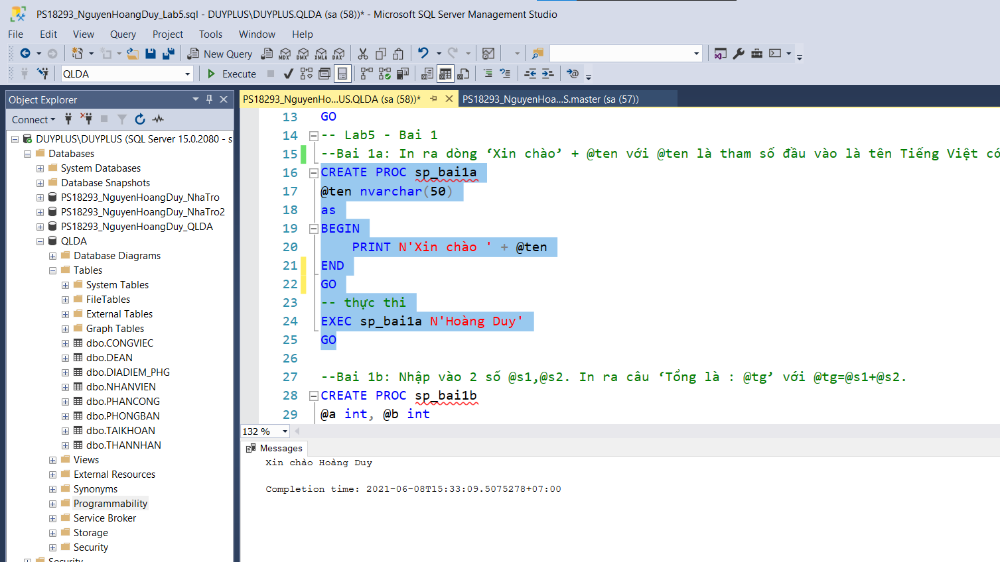 PS18293_NguyenHoangDuy_Lab5.sql - DUYPLUS\DUYPLUS.QLDA (sa (58))* - Microsoft SQL Server Management Studio
File Edit View Query Project Tools Window Help
New Query MDX DMX XMLA DAX
QLDA Execute
Object Explorer
PS18293_NguyenHo...US.QLDA (sa (58))* PS18293_NguyenHoa...S.master (sa (57))
Connect
DUYPLUS\DUYPLUS (SQL Server 15.0.2080 - s
Databases
System Databases
Database Snapshots
PS18293_NguyenHoangDuy_NhaTro
PS18293_NguyenHoangDuy_NhaTro2
PS18293_NguyenHoangDuy_QLDA
QLDA
Database Diagrams
Tables
System Tables
FileTables
External Tables
Graph Tables
dbo.CONGVIEC
dbo.DEAN
dbo.DIADIEM_PHG
dbo.NHANVIEN
dbo.PHANCONG
dbo.PHONGBAN
dbo.TAIKHOAN
dbo.THANNHAN
Views
External Resources
Synonyms
Programmability
Service Broker
Storage
Security
Security
13 GO
14 -- Lab5 - Bai 1
15 --Bai 1a: In ra dòng ‘Xin chào’ + @ten với @ten là tham số đầu vào là tên Tiếng Việt có
16 CREATE PROC sp_bai1a
17 @ten nvarchar(50)
18 as
19 BEGIN
20 PRINT N'Xin chào ' + @ten
21 END
22 GO
23 -- thực thi
24 EXEC sp_bai1a N'Hoàng Duy'
25 GO
26
27 --Bai 1b: Nhập vào 2 số @s1,@s2. In ra câu ‘Tổng là : @tg’ với @tg=@s1+@s2.
28 CREATE PROC sp_bai1b
29 @a int, @b int
132 %
Messages
Xin chào Hoàng Duy
Completion time: 2021-06-08T15:33:09.5075278+07:00